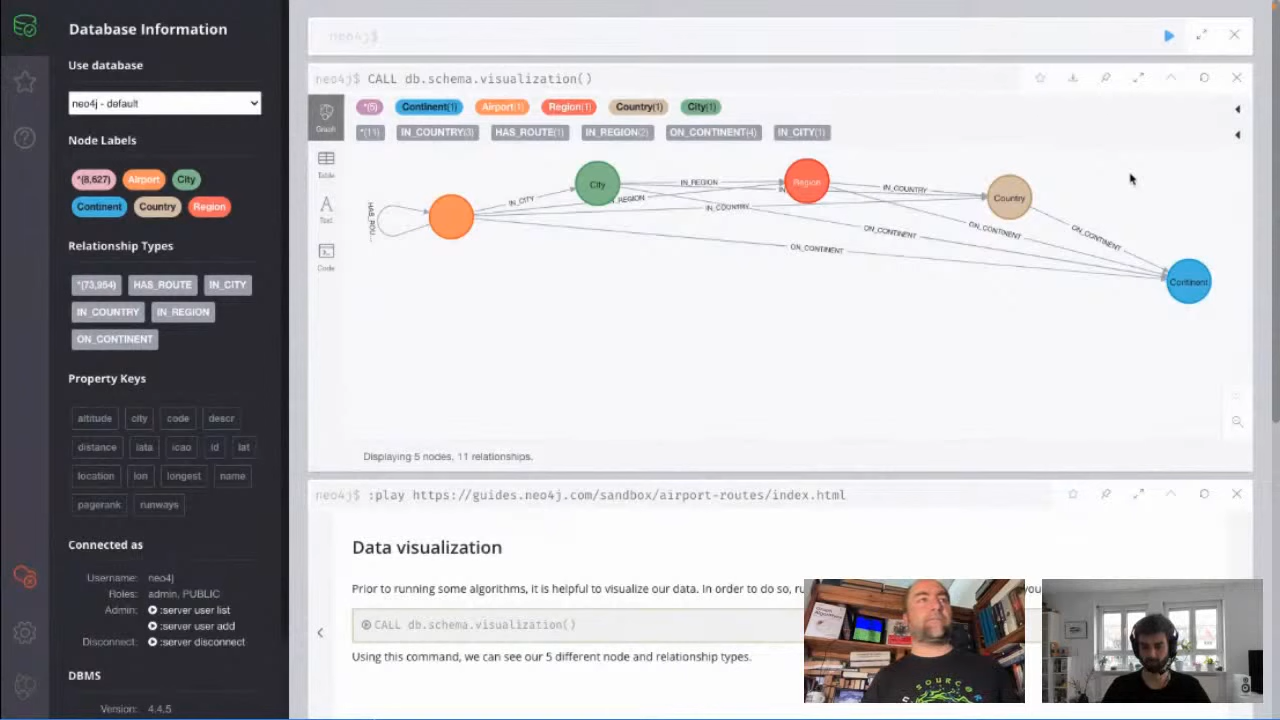 Database Information
Use database
neo4j - default
Node Labels
*(8,627) Airport City
Continent Country Region
Relationship Types
*(73,954) HAS_ROUTE IN_CITY
IN_COUNTRY IN_REGION
ON_CONTINENT
Property Keys
altitude city code descr
distance iata icao id lat
location lon longest name
pagerank runways
Connected as
Username: neo4j
Roles: admin, PUBLIC
Admin: :server user list
:server user add
Disconnect: :server disconnect
DBMS
Version: 4.4.5
neo4j$
neo4j$ CALL db.schema.visualization()
*(5) Continent(1) Airport(1) Region(1) Country(1) City(1)
*(11) IN_COUNTRY(3) HAS_ROUTE(1) IN_REGION(2) ON_CONTINENT(4) IN_CITY(1)
Graph
Table
Text
Code
City
Region
Country
Continent
IN_CITY
IN_REGION
IN_COUNTRY
IN_COUNTRY
ON_CONTINENT
ON_CONTINENT
ON_CONTINENT
ON_CONTINENT
Displaying 5 nodes, 11 relationships.
neo4j$ :play https://guides.neo4j.com/sandbox/airport-routes/index.html
Data visualization
Prior to running some algorithms, it is helpful to visualize our data. In order to do so,
CALL db.schema.visualization()
Using this command, we can see our 5 different node and relationship types.